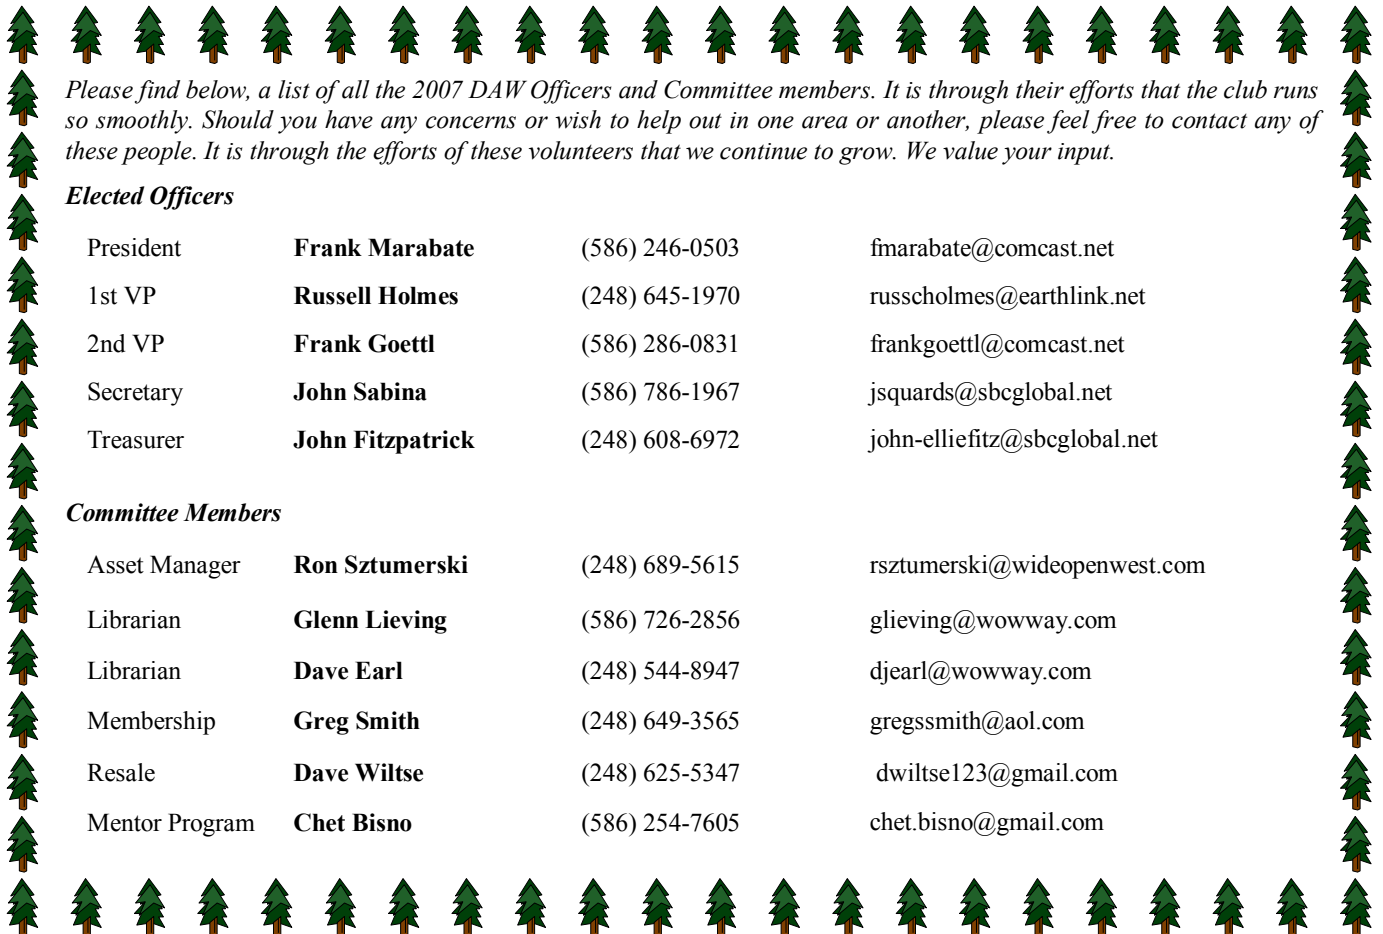 Please find below, a list of all the 2007 DAW Officers and Committee members. It is through their efforts that the club runs
so smoothly. Should you have any concerns or wish to help out in one area or another, please feel free to contact any of
these people. It is through the efforts of these volunteers that we continue to grow. We value your input.
Elected Officers
President Frank Marabate (586) 246-0503 fmarabate@comcast.net
1st VP Russell Holmes (248) 645-1970 russcholmes@earthlink.net
2nd VP Frank Goettl (586) 286-0831 frankgoettl@comcast.net
Secretary John Sabina (586) 786-1967 jsquards@sbcglobal.net
Treasurer John Fitzpatrick (248) 608-6972 john-elliefitz@sbcglobal.net
Committee Members
Asset Manager Ron Sztumerski (248) 689-5615 rsztumerski@wideopenwest.com
Librarian Glenn Lieving (586) 726-2856 glieving@wowway.com
Librarian Dave Earl (248) 544-8947 djearl@wowway.com
Membership Greg Smith (248) 649-3565 gregssmith@aol.com
Resale Dave Wiltse (248) 625-5347 dwiltse123@gmail.com
Mentor Program Chet Bisno (586) 254-7605 chet.bisno@gmail.com